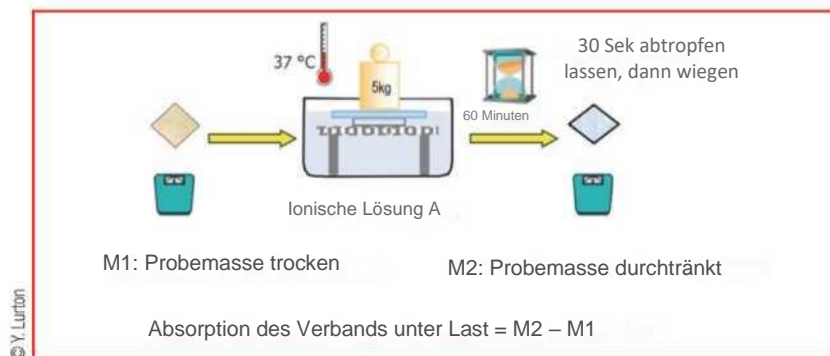 37 °C
5kg
30 Sek abtropfen
lassen, dann wiegen
60 Minuten
Ionische Lösung A
M1: Probemasse trocken
M2: Probemasse durchtränkt
Absorption des Verbands unter Last = M2 – M1
© Y. Lurton